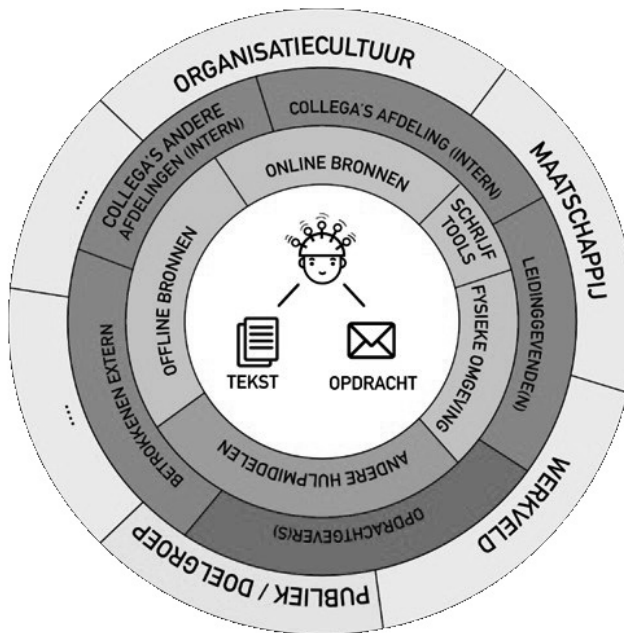 ORGANISATIECULTUUR
MAATSCHAPPIJ
WERKVELD
PUBLIEK / DOELGROEP
....
....
COLLEGA'S ANDERE
AFDELINGEN (INTERN)
COLLEGA'S AFDELING (INTERN)
LEIDINGGEVENDE(N)
OPDRACHTGEVER(S)
BETROKKENEN EXTERN
ONLINE BRONNEN
SCHRIJF
TOOLS
FYSIEKE OMGEVING
ANDERE HULPMIDDELEN
OFFLINE BRONNEN
TEKST
OPDRACHT